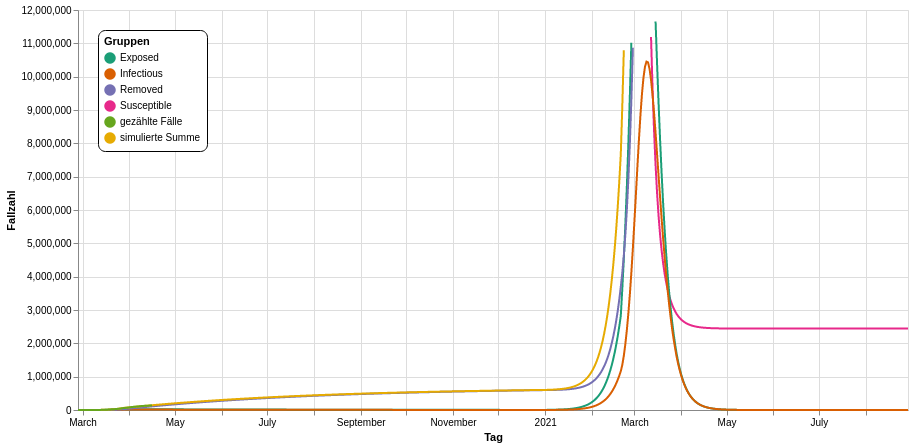 12,000,000
11,000,000
10,000,000
9,000,000
8,000,000
7,000,000
6,000,000
5,000,000
4,000,000
3,000,000
2,000,000
1,000,000
0
Fallzahl
Gruppen
Exposed
Infectious
Removed
Susceptible
gezählte Fälle
simulierte Summe
March May July September November 2021 March May July
Tag